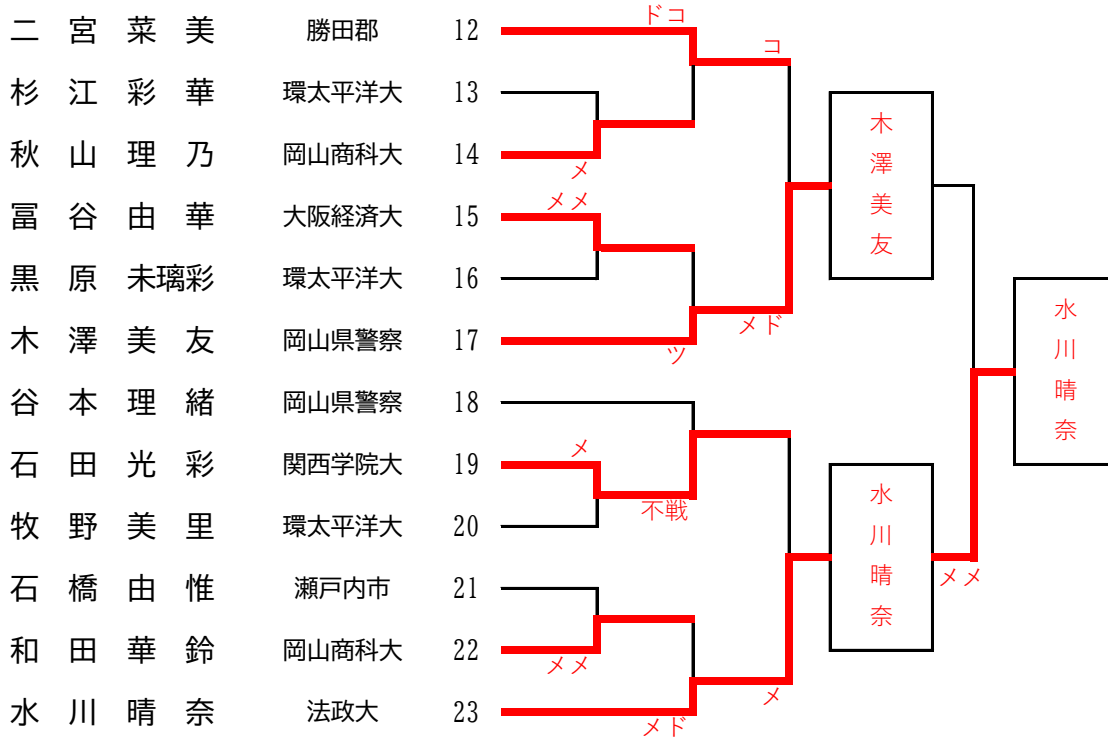 ドコ
二宮菜美 勝田郡 12
コ
杉江彩華 環太平洋大 13
秋山理乃 岡山商科大 14
メ
メメ
冨谷由華 大阪経済大 15
黒原未璃彩 環太平洋大 16
木澤美友 岡山県警察 17
メド
ツ
木澤美友
谷本理緒 岡山県警察 18
メ
石田光彩 関西学院大 19
不戦
牧野美里 環太平洋大 20
石橋由惟 瀬戸内市 21
和田華鈴 岡山商科大 22
メメ
水川晴奈 法政大 23
メド
メ
水川晴奈
メメ
水川晴奈